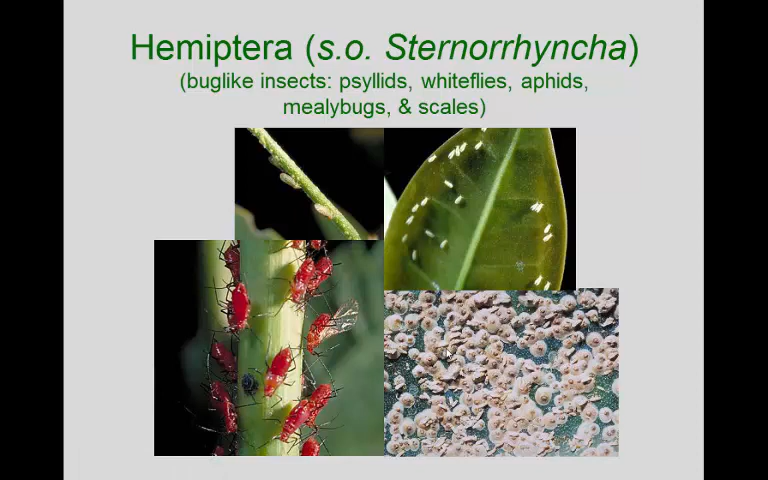 Hemiptera (s.o. Sternorrhyncha)
(buglike insects: psyllids, whiteflies, aphids,
mealybugs, & scales)